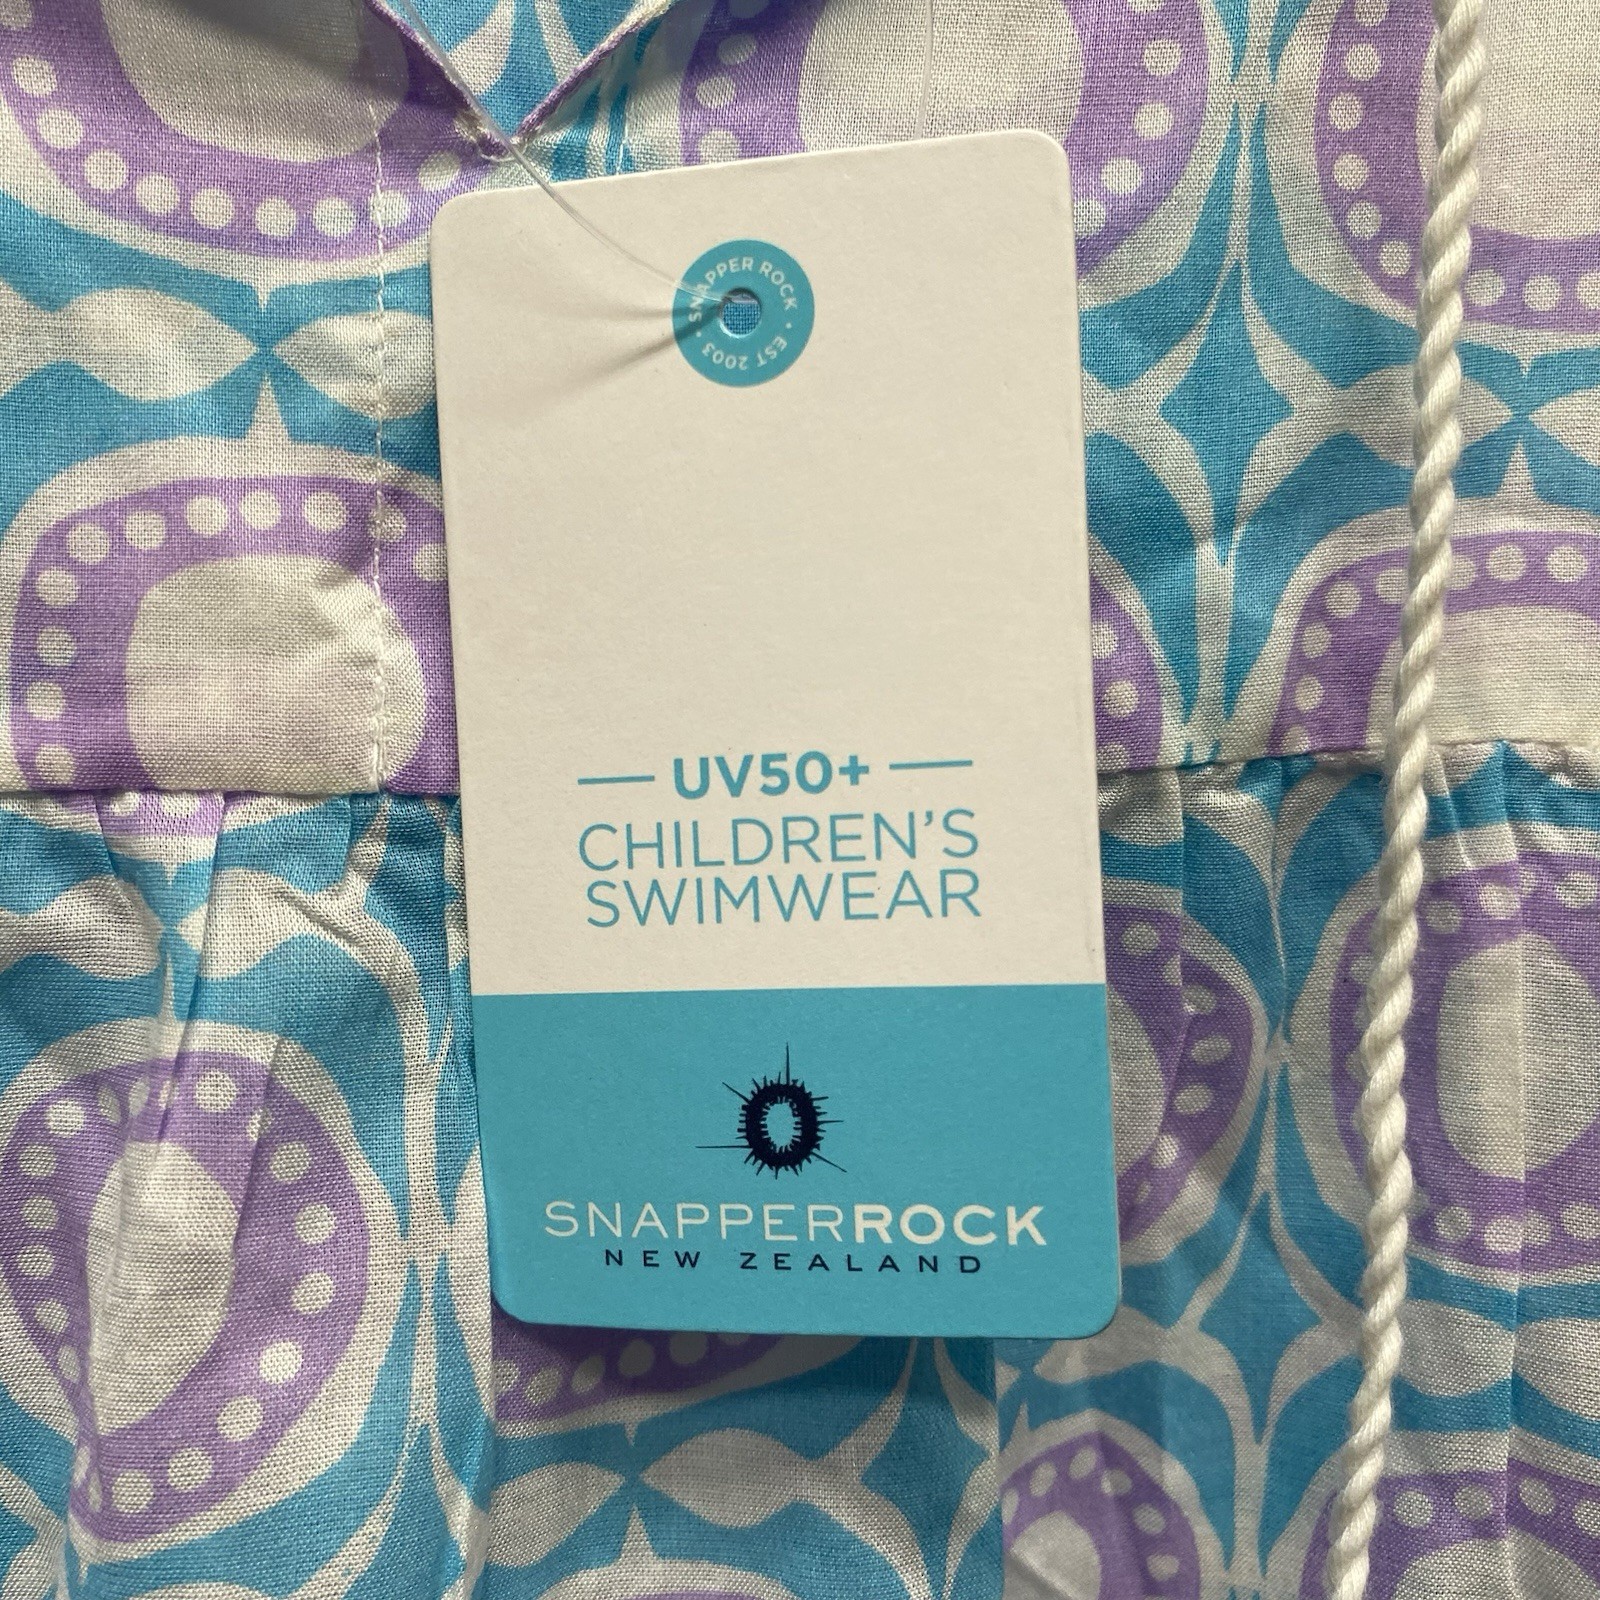 SNAPPER ROCK • EST 2003 •
UV50+
CHILDREN'S
SWIMWEAR
SNAPPERROCK
NEW ZEALAND